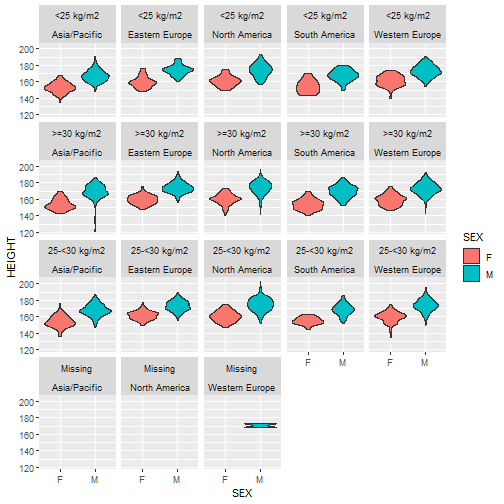 <25 kg/m2 <25 kg/m2 <25 kg/m2 <25 kg/m2 <25 kg/m2
Asia/Pacific Eastern Europe North America South America Western Europe
200
180
160
140
120
>=30 kg/m2 >=30 kg/m2 >=30 kg/m2 >=30 kg/m2 >=30 kg/m2
Asia/Pacific Eastern Europe North America South America Western Europe
200
180
160
140
120
25-<30 kg/m2 25-<30 kg/m2 25-<30 kg/m2 25-<30 kg/m2 25-<30 kg/m2
Asia/Pacific Eastern Europe North America South America Western Europe
200
180
160
140
120
F M F M
Missing Missing Missing
Asia/Pacific North America Western Europe
200
180
160
140
120
F M F M F M
SEX
HEIGHT
SEX
F
M